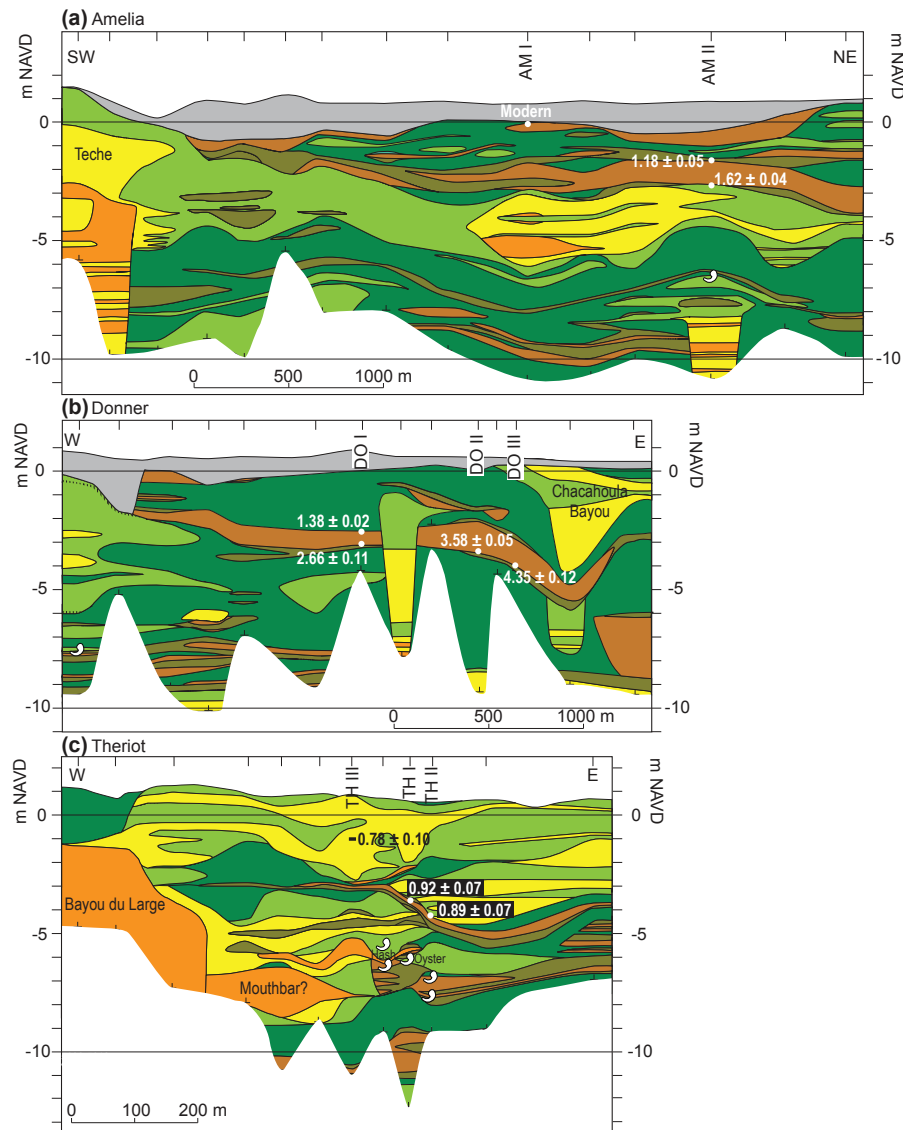 (a) Amelia
m NAVD
SW
AM I
AM II
NE
m NAVD
0
Modern
0
Teche
1.18 ± 0.05
1.62 ± 0.04
-5
-5
-10
-10
0 500 1000 m
(b) Donner
m NAVD
W
DO I
DO II
DO III
E
m NAVD
0
0
Chacahoula
Bayou
1.38 ± 0.02
3.58 ± 0.05
2.66 ± 0.11
4.35 ± 0.12
-5
-5
-10
-10
0 500 1000 m
(c) Theriot
m NAVD
W
TH III
TH I
TH II
E
m NAVD
0
0
0.78 ± 0.10
0.92 ± 0.07
Bayou du Large
0.89 ± 0.07
-5
-5
Hash
Oyster
Mouthbar?
-10
-10
0 100 200 m